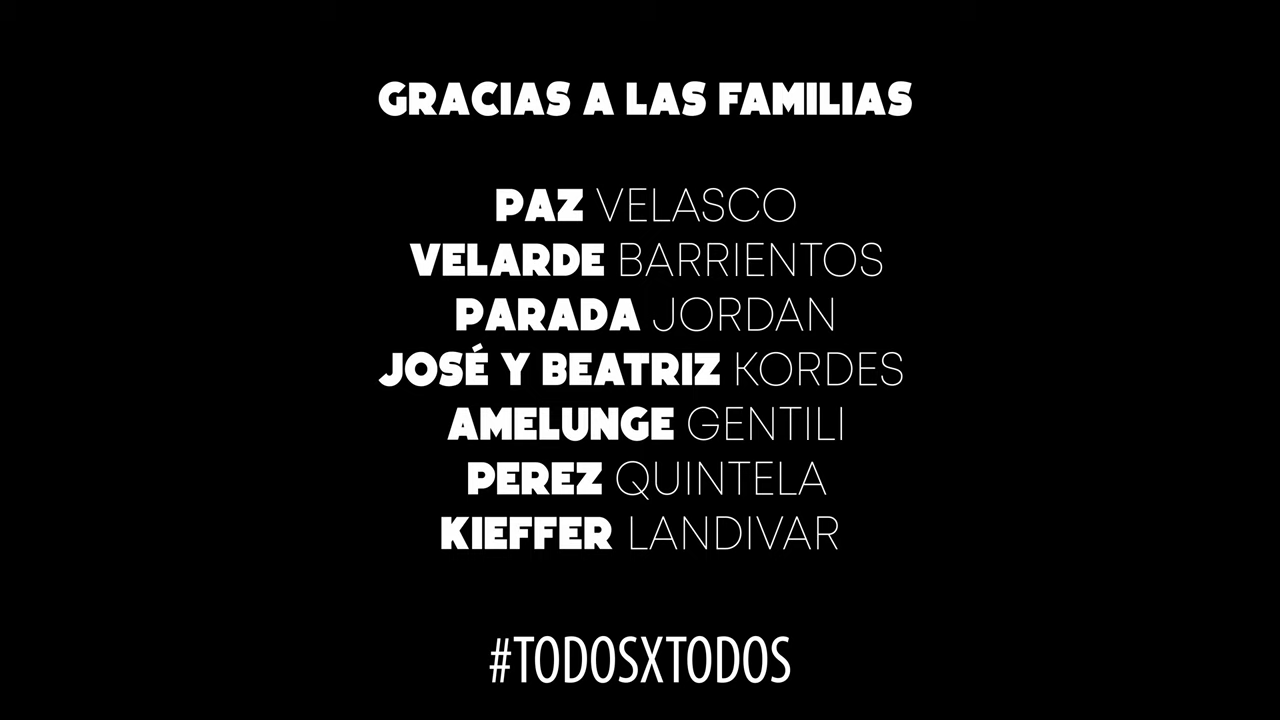 GRACIAS A LAS FAMILIAS
PAZ VELASCO
VELARDE BARRIENTOS
PARADA JORDAN
JOSÉ Y BEATRIZ KORDES
AMELUNGE GENTILI
PEREZ QUINTELA
KIEFFER LANDIVAR
#TODOSXTODOS